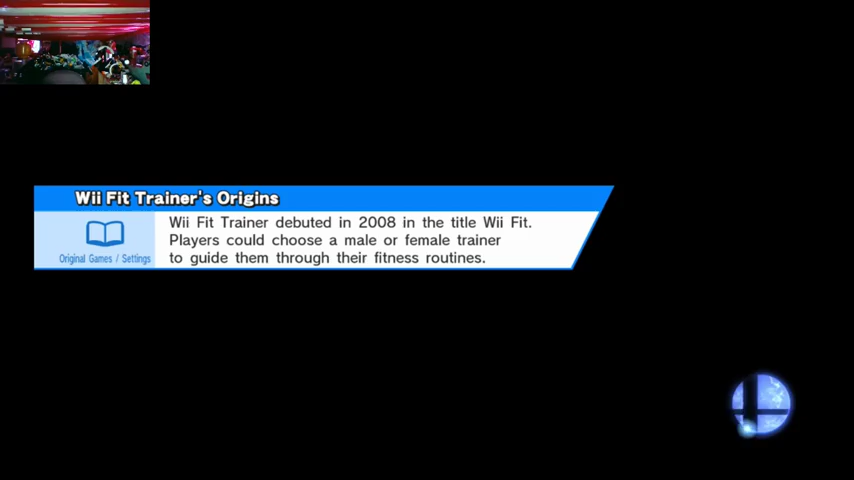 Wii Fit Trainer's Origins
Original Games / Settings
Wii Fit Trainer debuted in 2008 in the title Wii Fit.
Players could choose a male or female trainer
to guide them through their fitness routines.